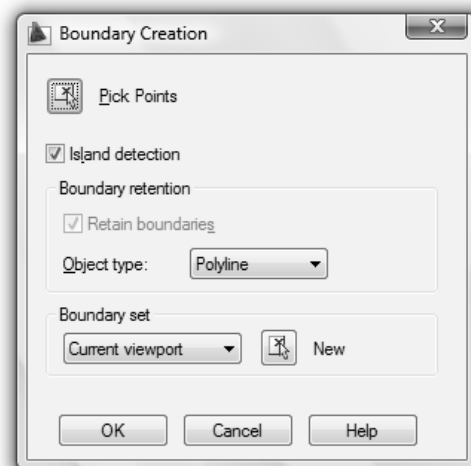 Boundary Creation
Pick Points
Island detection
Boundary retention
Retain boundaries
Object type: Polyline
Boundary set
Current viewport New
OK Cancel Help